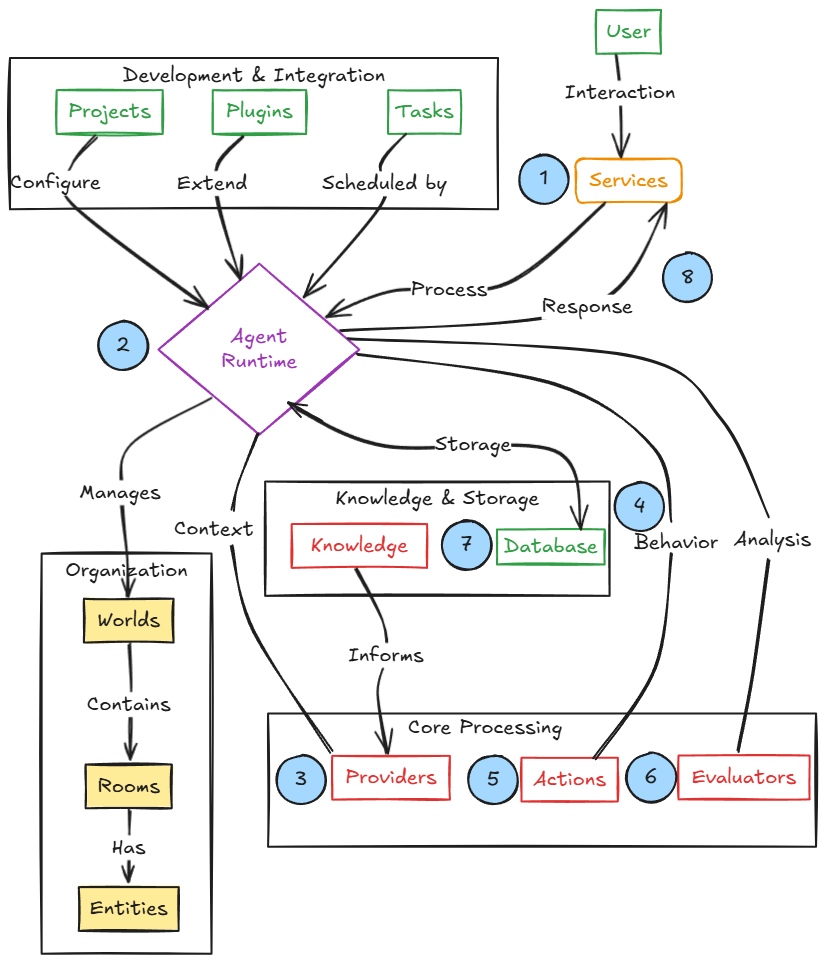 User
Development & Integration
Interaction
Projects
Plugins
Tasks
1
Services
Configure
Extend
Scheduled by
Process
8
Response
2
Agent
Runtime
Storage
Manages
Knowledge & Storage
4
Context
Knowledge
7
Database
Behavior
Analysis
Organization
Worlds
Informs
Contains
Core Processing
3
Providers
5
Actions
6
Evaluators
Rooms
Has
Entities